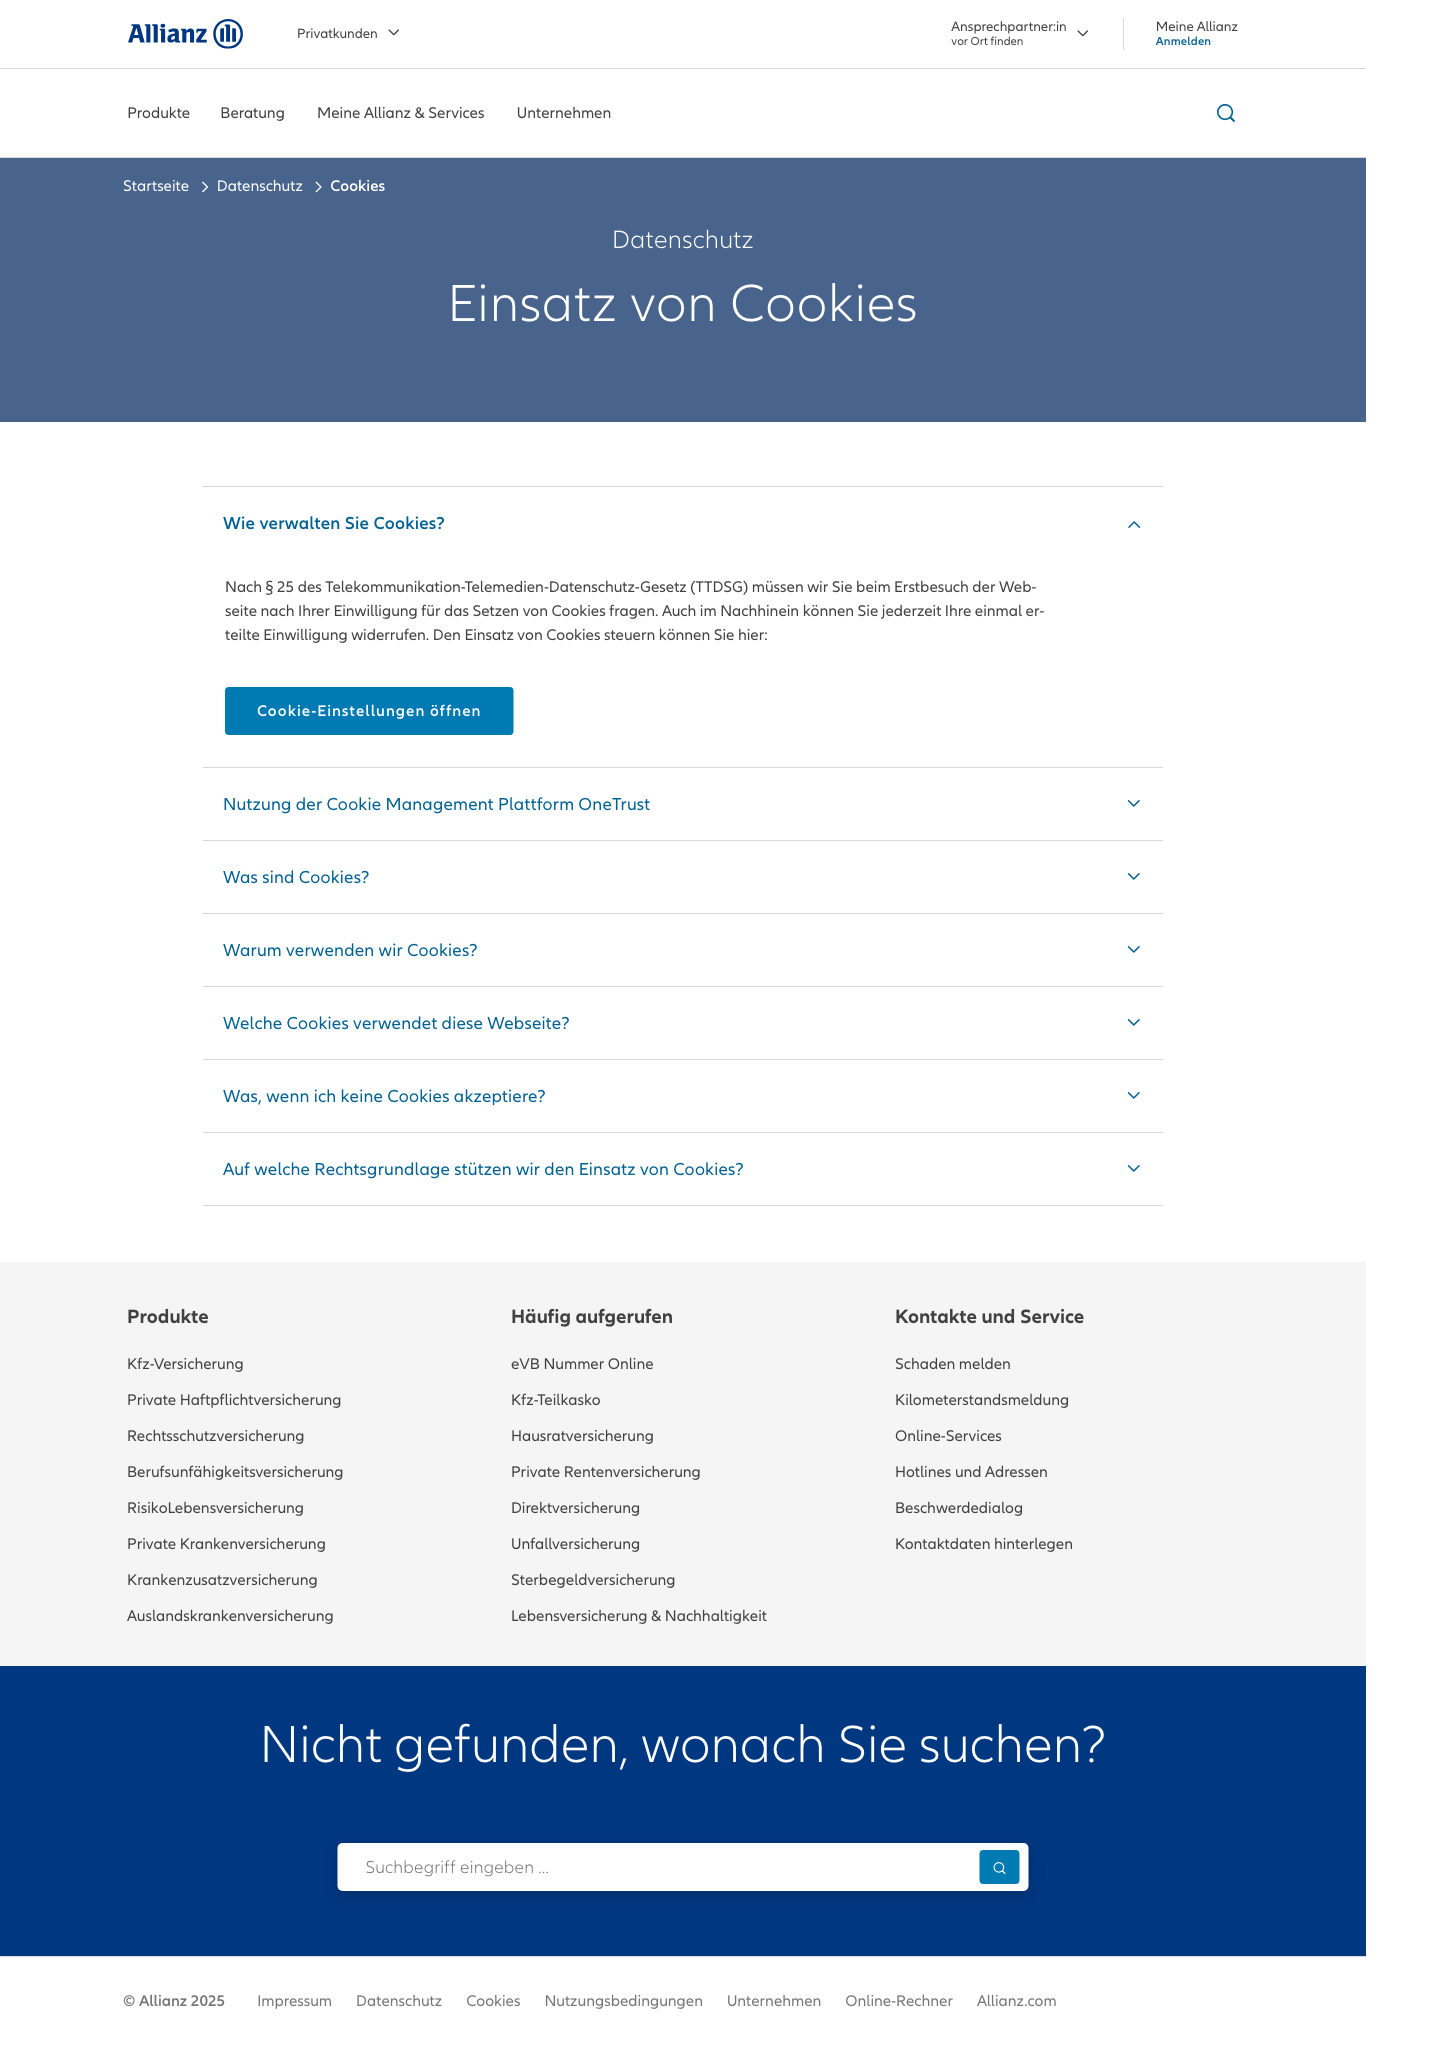 Allianz
Privatkunden
Ansprechpartner:in
vor Ort finden
Meine Allianz
Anmelden
Produkte
Beratung
Meine Allianz & Services
Unternehmen
Startseite
Datenschutz
Cookies
Datenschutz
Einsatz von Cookies
Wie verwalten Sie Cookies?
Nach § 25 des Telekommunikation-Telemedien-Datenschutz-Gesetz (TTDSG) müssen wir Sie beim Erstbesuch der Web-
seite nach Ihrer Einwilligung für das Setzen von Cookies fragen. Auch im Nachhinein können Sie jederzeit Ihre einmal er-
teilte Einwilligung widerrufen. Den Einsatz von Cookies steuern können Sie hier:
Cookie-Einstellungen öffnen
Nutzung der Cookie Management Plattform OneTrust
Was sind Cookies?
Warum verwenden wir Cookies?
Welche Cookies verwendet diese Webseite?
Was, wenn ich keine Cookies akzeptiere?
Auf welche Rechtsgrundlage stützen wir den Einsatz von Cookies?
Produkte
Kfz-Versicherung
Private Haftpflichtversicherung
Rechtsschutzversicherung
Berufsunfähigkeitsversicherung
RisikoLebensversicherung
Private Krankenversicherung
Krankenzusatzversicherung
Auslandskrankenversicherung
Häufig aufgerufen
eVB Nummer Online
Kfz-Teilkasko
Hausratversicherung
Private Rentenversicherung
Direktversicherung
Unfallversicherung
Sterbegeldversicherung
Lebensversicherung & Nachhaltigkeit
Kontakte und Service
Schaden melden
Kilometerstandsmeldung
Online-Services
Hotlines und Adressen
Beschwerdedialog
Kontaktdaten hinterlegen
Nicht gefunden, wonach Sie suchen?
Suchbegriff eingeben ...
© Allianz 2025
Impressum
Datenschutz
Cookies
Nutzungsbedingungen
Unternehmen
Online-Rechner
Allianz.com